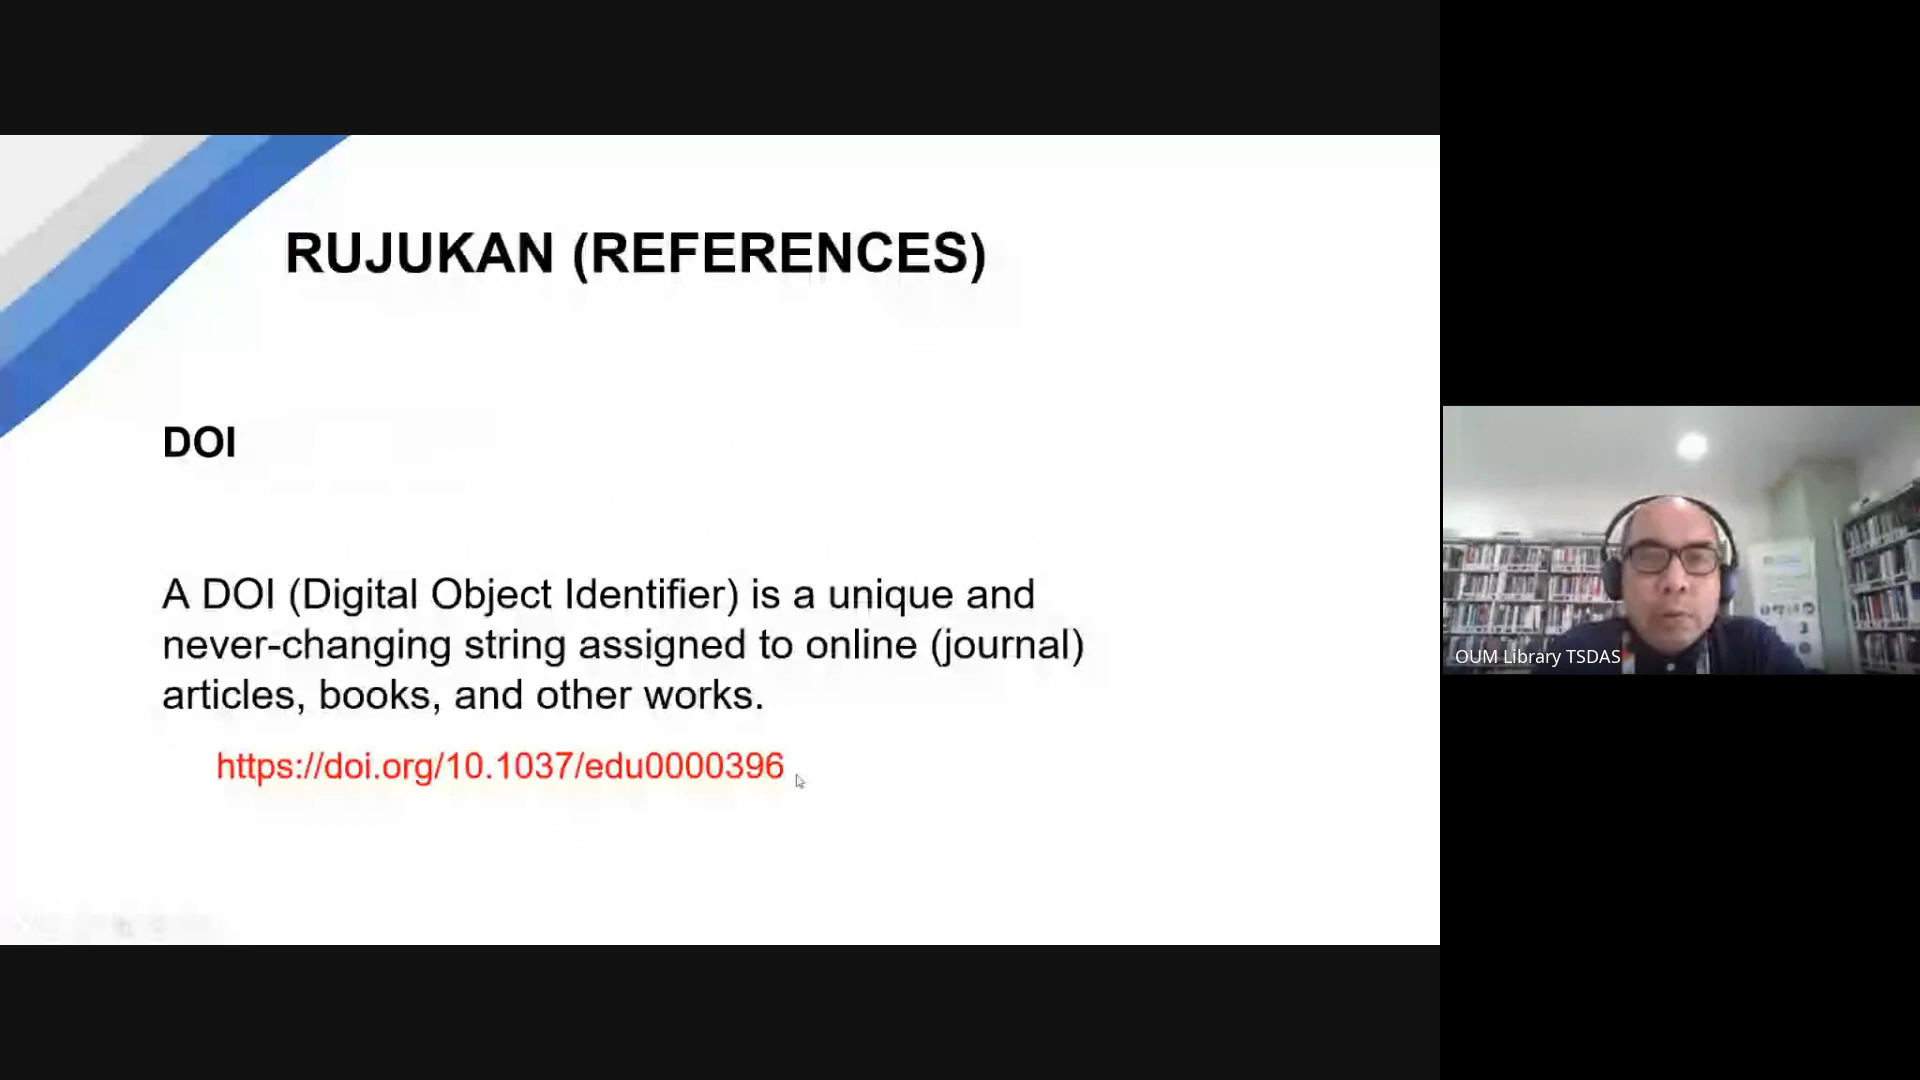 RUJUKAN (REFERENCES)
DOI
A DOI (Digital Object Identifier) is a unique and
never-changing string assigned to online (journal)
articles, books, and other works.
https://doi.org/10.1037/edu0000396
OUM Library TSDAS